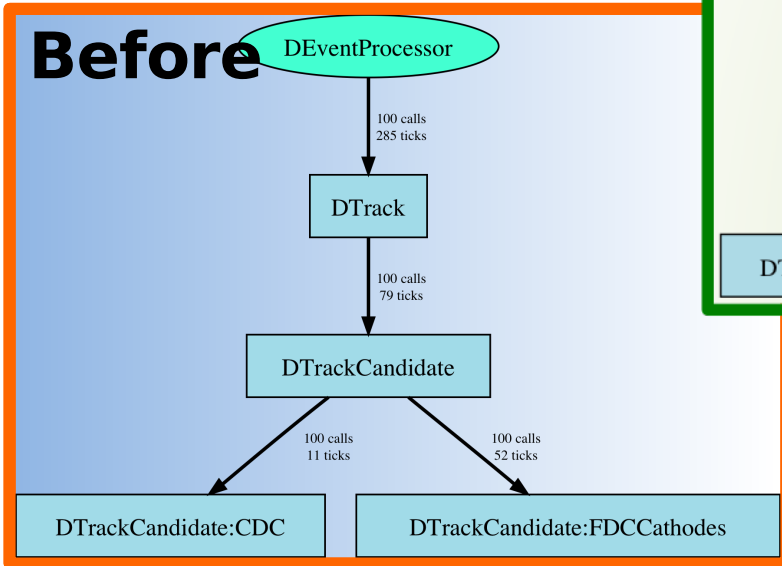 Before
DEventProcessor
100 calls
285 ticks
DTrack
100 calls
79 ticks
DTrackCandidate
100 calls
11 ticks
100 calls
52 ticks
DTrackCandidate:CDC
DTrackCandidate:FDCCathodes